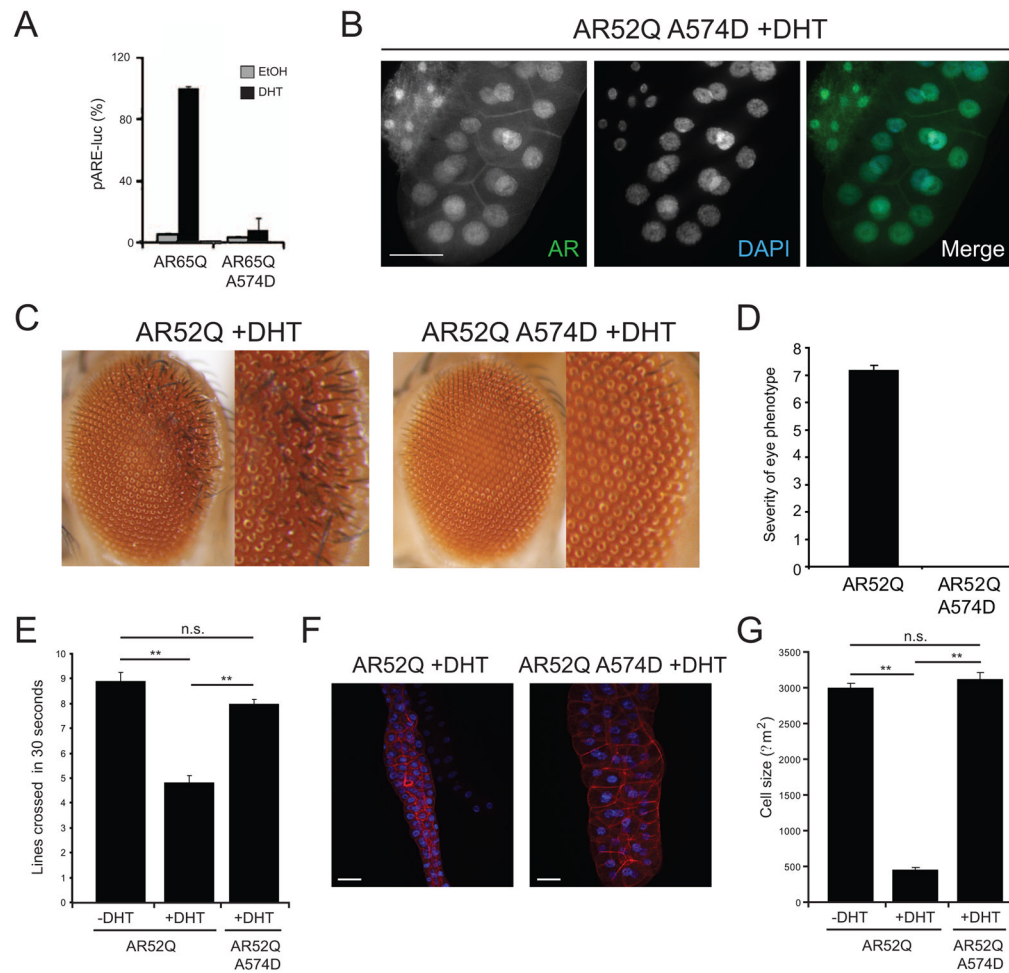 A
120
80
40
0
pARE-luc (%)
EtOH
DHT
AR65Q
AR65Q
A574D
B
AR52Q A574D +DHT
AR
DAPI
Merge
C
AR52Q +DHT
AR52Q A574D +DHT
D
Severity of eye phenotype
8
7
6
5
4
3
2
1
0
AR52Q
AR52Q
A574D
E
n.s.
**
**
Lines crossed in 30 seconds
10
9
8
7
6
5
4
3
2
1
0
-DHT
+DHT
+DHT
AR52Q
AR52Q
A574D
F
AR52Q +DHT
AR52Q A574D +DHT
G
n.s.
**
**
Cell size (?m2)
3500
3000
2500
2000
1500
1000
500
0
-DHT
+DHT
+DHT
AR52Q
AR52Q
A574D